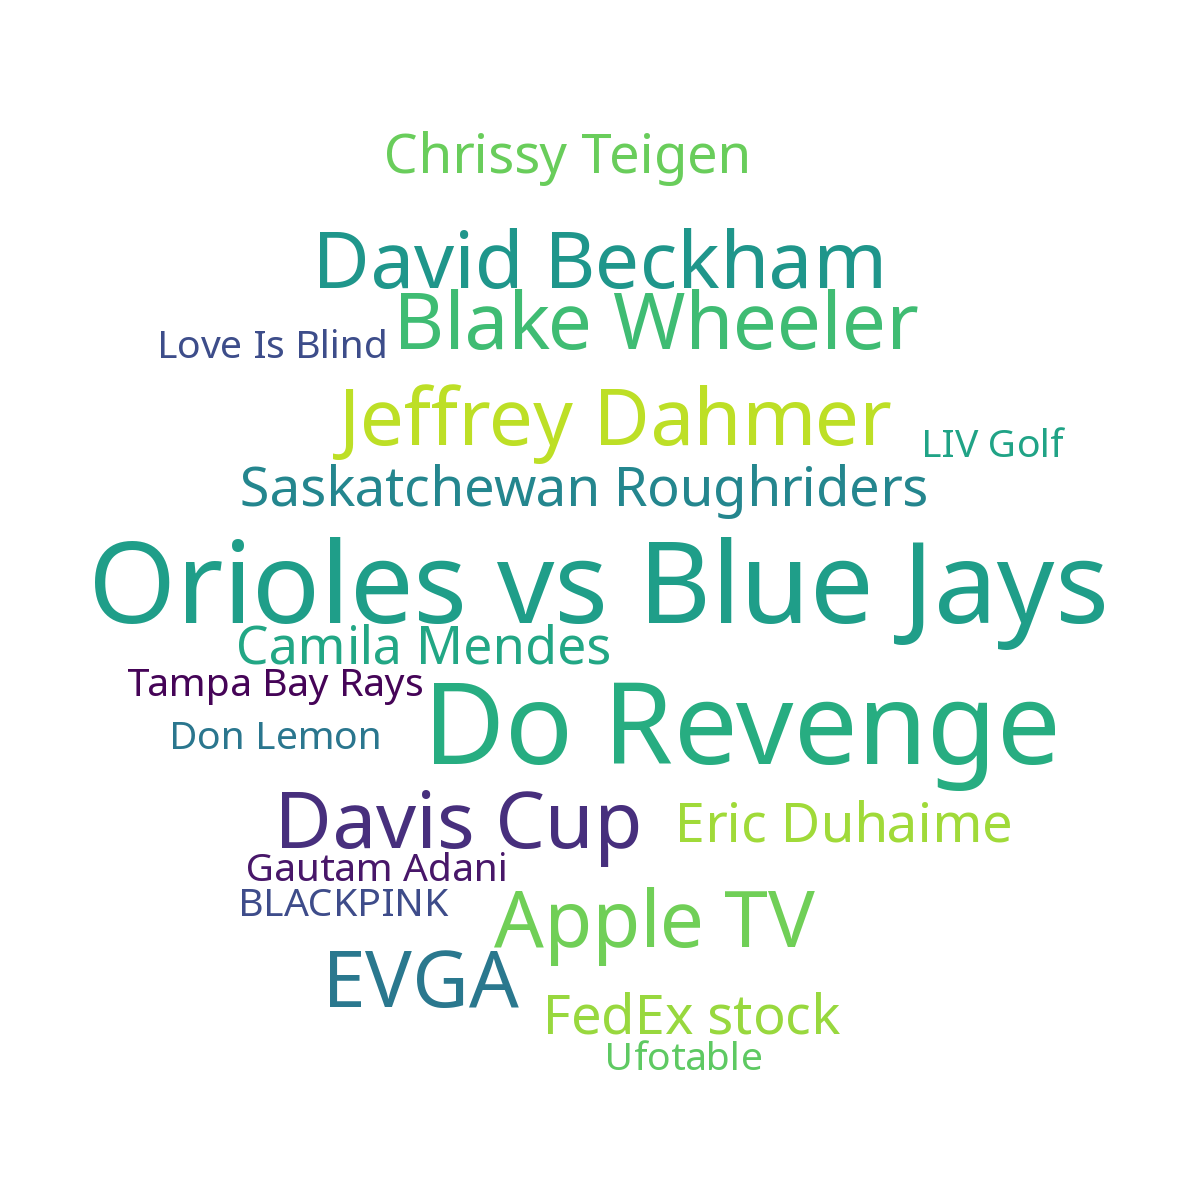 Chrissy Teigen
David Beckham
Blake Wheeler
Love Is Blind
Jeffrey Dahmer
LIV Golf
Saskatchewan Roughriders
Orioles vs Blue Jays
Camila Mendes
Tampa Bay Rays
Do Revenge
Don Lemon
Davis Cup
Eric Duhaime
Gautam Adani
BLACKPINK
Apple TV
EVGA
FedEx stock
Ufotable